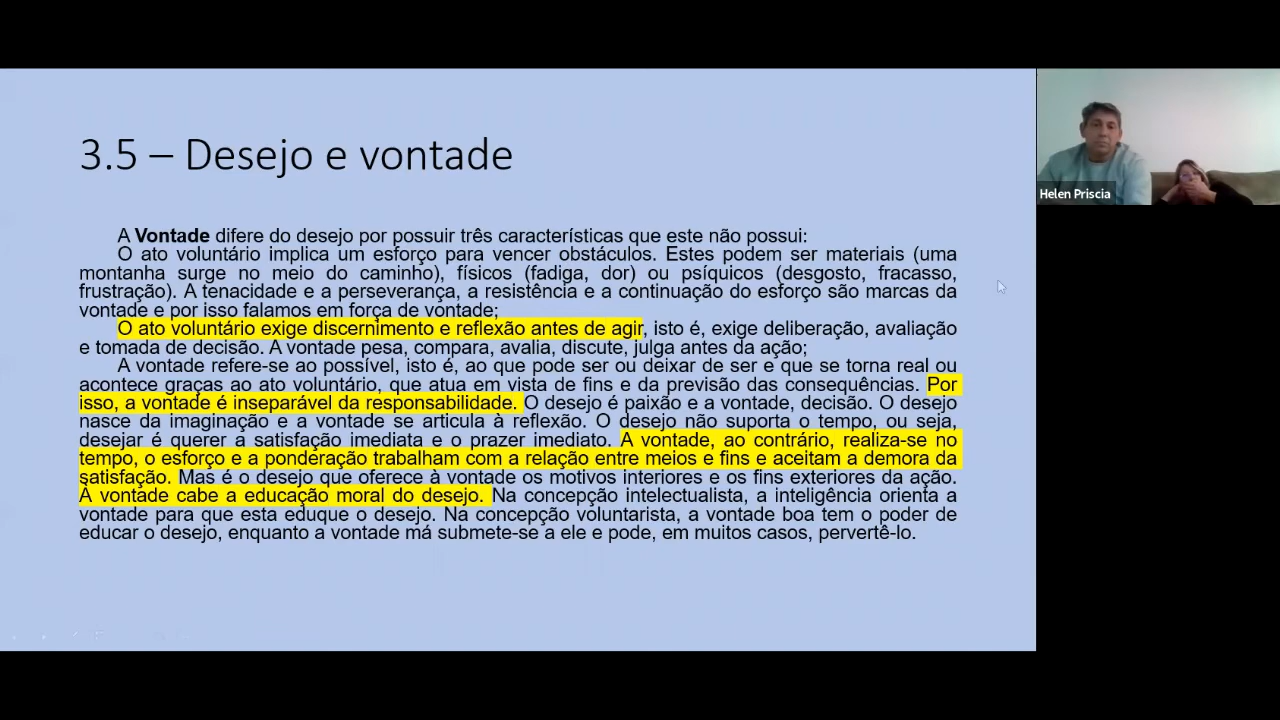 3.5 – Desejo e vontade
A Vontade difere do desejo por possuir três características que este não possui:
O ato voluntário implica um esforço para vencer obstáculos. Estes podem ser materiais (uma
montanha surge no meio do caminho), físicos (fadiga, dor) ou psíquicos (desgosto, fracasso,
frustração). A tenacidade e a perseverança, a resistência e a continuação do esforço são marcas da
vontade e por isso falamos em força de vontade;
O ato voluntário exige discernimento e reflexão antes de agir, isto é, exige deliberação, avaliação
e tomada de decisão. A vontade pesa, compara, avalia, discute, julga antes da ação;
A vontade refere-se ao possível, isto é, ao que pode ser ou deixar de ser e que se torna real ou
acontece graças ao ato voluntário, que atua em vista de fins e da previsão das consequências. Por
isso, a vontade é inseparável da responsabilidade. O desejo é paixão e a vontade, decisão. O desejo
nasce da imaginação e a vontade se articula à reflexão. O desejo não suporta o tempo, ou seja,
desejar é querer a satisfação imediata e o prazer imediato. A vontade, ao contrário, realiza-se no
tempo, o esforço e a ponderação trabalham com a relação entre meios e fins e aceitam a demora da
satisfação. Mas é o desejo que oferece à vontade os motivos interiores e os fins exteriores da ação.
À vontade cabe a educação moral do desejo. Na concepção intelectualista, a inteligência orienta a
vontade para que esta eduque o desejo. Na concepção voluntarista, a vontade boa tem o poder de
educar o desejo, enquanto a vontade má submete-se a ele e pode, em muitos casos, pervertê-lo.
Helen Priscia